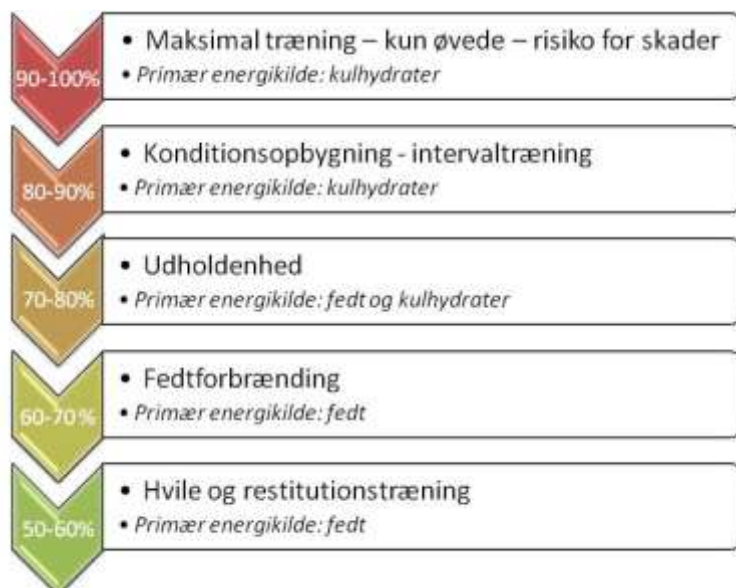 90-100%
• Maksimal træning – kun øvede – risiko for skader
• Primær energikilde: kulhydrater
80-90%
• Konditionsopbygning - intervaltræning
• Primær energikilde: kulhydrater
70-80%
• Udholdenhed
• Primær energikilde: fedt og kulhydrater
60-70%
• Fedtforbrænding
• Primær energikilde: fedt
50-60%
• Hvile og restitutionstræning
• Primær energikilde: fedt